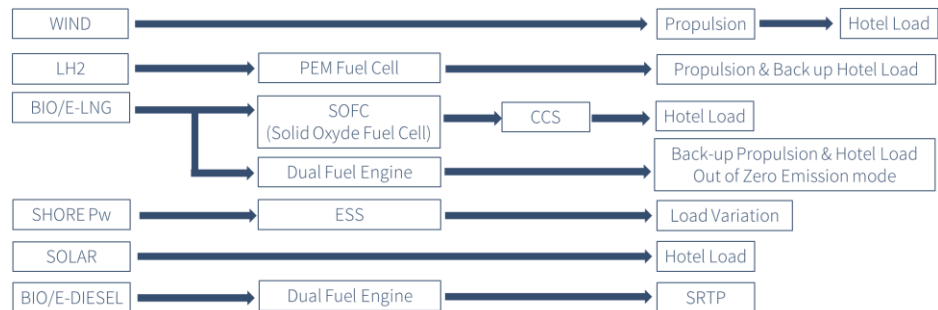 WIND
Propulsion
Hotel Load
LH2
PEM Fuel Cell
Propulsion & Back up Hotel Load
BIO/E-LNG
SOFC
(Solid Oxyde Fuel Cell)
CCS
Hotel Load
Dual Fuel Engine
Back-up Propulsion & Hotel Load
Out of Zero Emission mode
SHORE Pw
ESS
Load Variation
SOLAR
Hotel Load
BIO/E-DIESEL
Dual Fuel Engine
SRTP